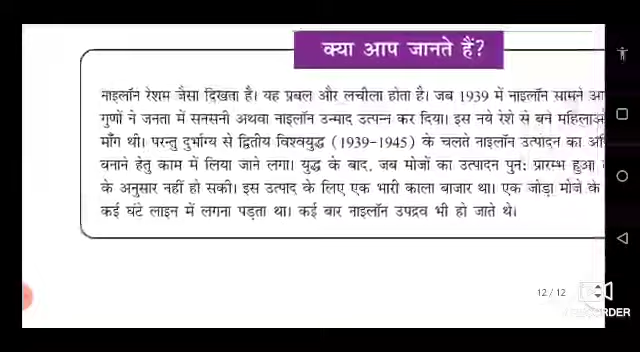 क्या आप जानते हैं?
नाइलॉन रेशम जैसा दिखता है। यह प्रबल और लचीला होता है। जब 1939 में नाइलॉन सामने आ
गुणों ने जनता में सनसनी अथवा नाइलॉन उन्माद उत्पन्न कर दिया। इस नये रेशे से बने महिलाओं
माँग थी। परन्तु दुर्भाग्य से द्वितीय विश्वयुद्ध (1939-1945) के चलते नाइलॉन उत्पादन का
बनाने हेतु काम में लिया जाने लगा। युद्ध के बाद, जब मोजों का उत्पादन पुनः प्रारम्भ हुआ
के अनुसार नहीं हो सकी। इस उत्पाद के लिए एक भारी काला बाजार था। एक जोड़ा मोजे के
कई घंटे लाइन में लगना पड़ता था। कई बार नाइलॉन उपद्रव भी हो जाते थे।
12 / 12